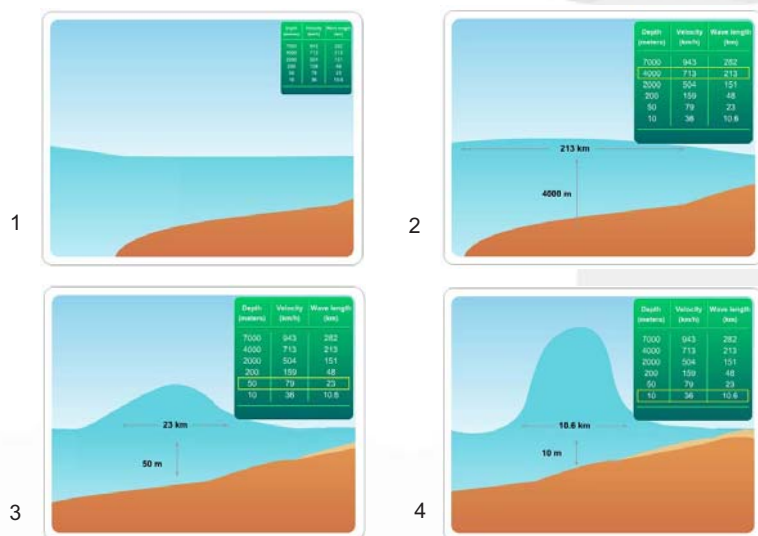 1
Depth Velocity Wave length
(meters) (km/h) (km)
7000 943 282
4000 713 213
2000 504 151
200 159 48
50 79 23
10 36 10.6
2
Depth Velocity Wave length
(meters) (km/h) (km)
7000 943 282
4000 713 213
2000 504 151
200 159 48
50 79 23
10 36 10.6
213 km
4000 m
3
Depth Velocity Wave length
(meters) (km/h) (km)
7000 943 282
4000 713 213
2000 504 151
200 159 48
50 79 23
10 36 10.6
23 km
50 m
4
Depth Velocity Wave length
(meters) (km/h) (km)
7000 943 282
4000 713 213
2000 504 151
200 159 48
50 79 23
10 36 10.6
10.6 km
10 m